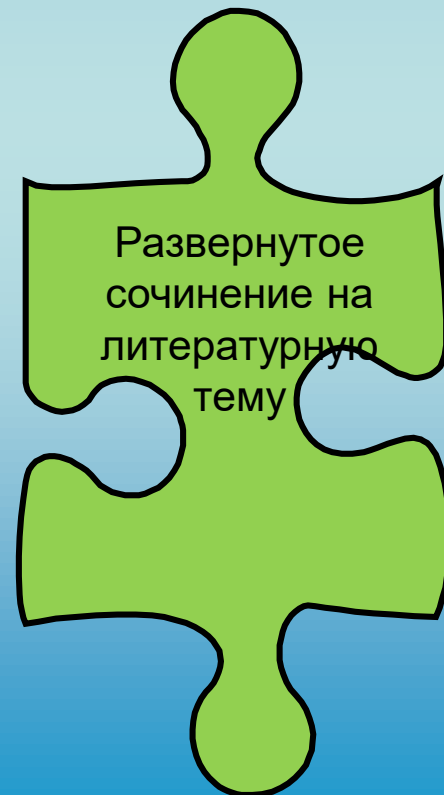 Развернутое
сочинение на
литературную
тему